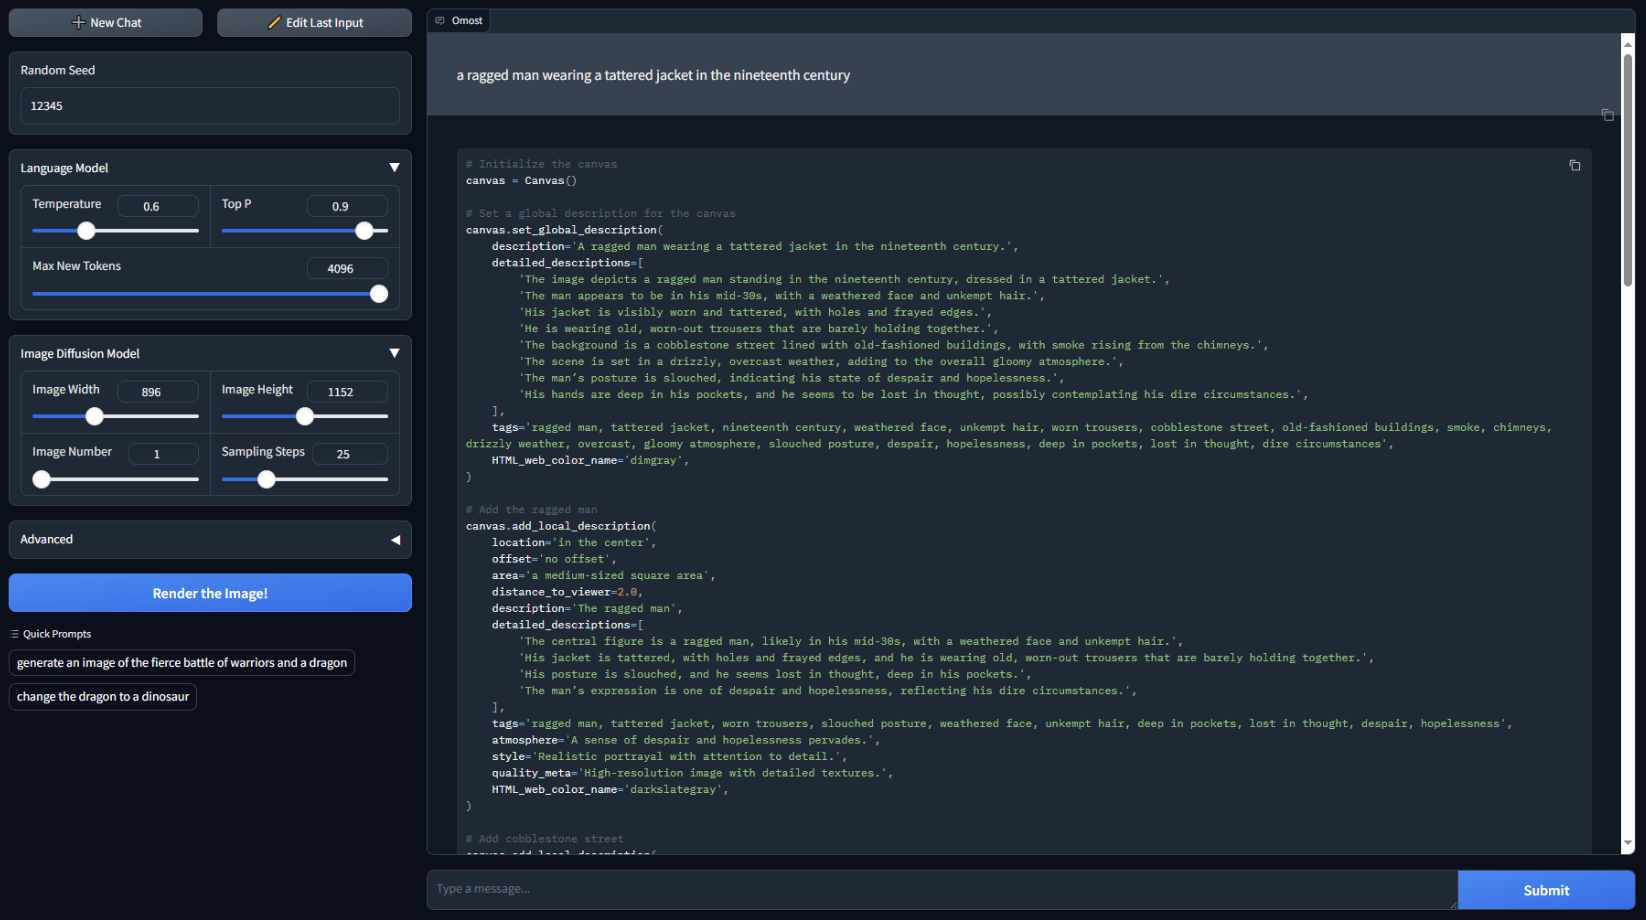 New Chat
Edit Last Input
Random Seed
12345
Language Model
Temperature 0.6 Top P 0.9
Max New Tokens 4096
Image Diffusion Model
Image Width 896 Image Height 1152
Image Number 1 Sampling Steps 25
Advanced
Render the Image!
Quick Prompts
generate an image of the fierce battle of warriors and a dragon
change the dragon to a dinosaur
Omost
a ragged man wearing a tattered jacket in the nineteenth century
# Initialize the canvas
canvas = Canvas()
# Set a global description for the canvas
canvas.set_global_description(
description='A ragged man wearing a tattered jacket in the nineteenth century.',
detailed_descriptions=[
'The image depicts a ragged man standing in the nineteenth century, dressed in a tattered jacket.',
'The man appears to be in his mid-30s, with a weathered face and unkempt hair.',
'His jacket is visibly worn and tattered, with holes and frayed edges.',
'He is wearing old, worn-out trousers that are barely holding together.',
'The background is a cobblestone street lined with old-fashioned buildings, with smoke rising from the chimneys.',
'The scene is set in a drizzly, overcast weather, adding to the overall gloomy atmosphere.',
'The man’s posture is slouched, indicating his state of despair and hopelessness.',
'His hands are deep in his pockets, and he seems to be lost in thought, possibly contemplating his dire circumstances.',
],
tags='ragged man, tattered jacket, nineteenth century, weathered face, unkempt hair, worn trousers, cobblestone street, old-fashioned buildings, smoke, chimneys,
drizzly weather, overcast, gloomy atmosphere, slouched posture, despair, hopelessness, deep in pockets, lost in thought, dire circumstances',
HTML_web_color_name='dimgray',
)
# Add the ragged man
canvas.add_local_description(
location='in the center',
offset='no offset',
area='a medium-sized square area',
distance_to_viewer=2.0,
description='The ragged man',
detailed_descriptions=[
'The central figure is a ragged man, likely in his mid-30s, with a weathered face and unkempt hair.',
'His jacket is tattered, with holes and frayed edges, and he is wearing old, worn-out trousers that are barely holding together.',
'His posture is slouched, and he seems lost in thought, deep in his pockets.',
'The man’s expression is one of despair and hopelessness, reflecting his dire circumstances.',
],
tags='ragged man, tattered jacket, worn trousers, slouched posture, weathered face, unkempt hair, deep in pockets, lost in thought, despair, hopelessness',
atmosphere='A sense of despair and hopelessness pervades.',
style='Realistic portrayal with attention to detail.',
quality_meta='High-resolution image with detailed textures.',
HTML_web_color_name='darkslategray',
)
# Add cobblestone street
canvas.add_local_description(
Type a message...
Submit